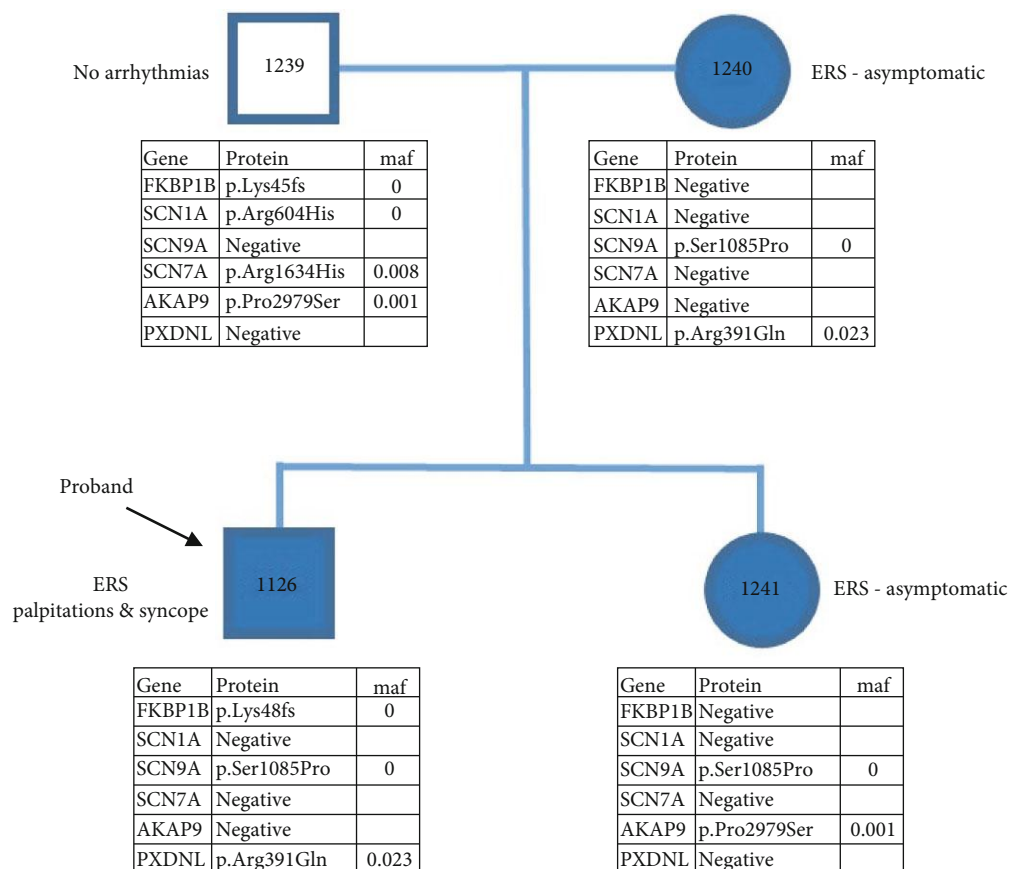 No arrhythmias
1239
1240
ERS - asymptomatic
Gene Protein maf
FKBP1B p.Lys45fs 0
SCN1A p.Arg604His 0
SCN9A Negative
SCN7A p.Arg1634His 0.008
AKAP9 p.Pro2979Ser 0.001
PXDNL Negative
Gene Protein maf
FKBP1B Negative
SCN1A Negative
SCN9A p.Ser1085Pro 0
SCN7A Negative
AKAP9 Negative
PXDNL p.Arg391Gln 0.023
Proband
ERS
palpitations & syncope
1126
1241
ERS - asymptomatic
Gene Protein maf
FKBP1B p.Lys48fs 0
SCN1A Negative
SCN9A p.Ser1085Pro 0
SCN7A Negative
AKAP9 Negative
PXDNL p.Arg391Gln 0.023
Gene Protein maf
FKBP1B Negative
SCN1A Negative
SCN9A p.Ser1085Pro 0
SCN7A Negative
AKAP9 p.Pro2979Ser 0.001
PXDNL Negative